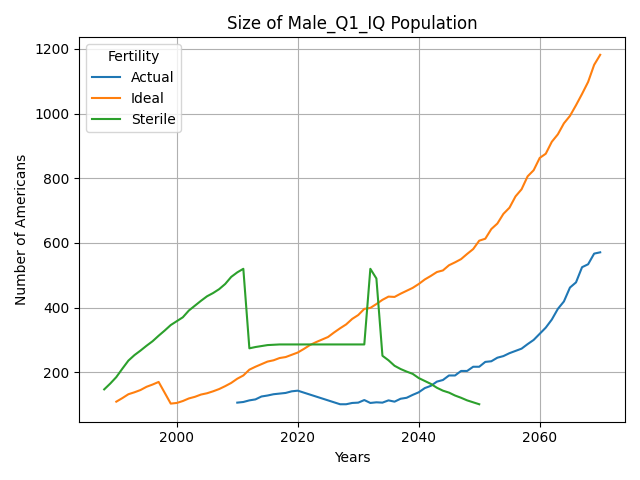 Size of Male_Q1_IQ Population
Fertility
Actual
Ideal
Sterile
Number of Americans
1200
1000
800
600
400
200
2000
2020
2040
2060
Years